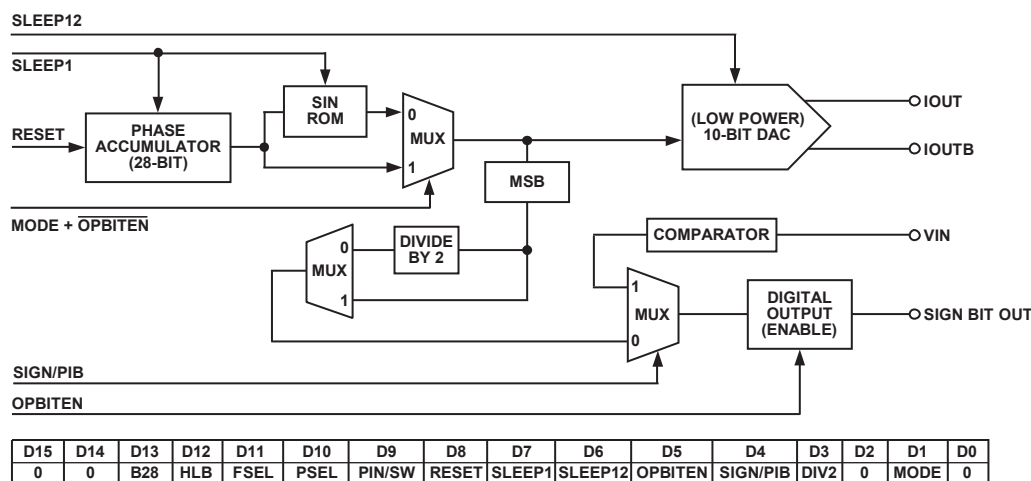 SLEEP12
SLEEP1
RESET
PHASE
ACCUMULATOR
(28-BIT)
SIN
ROM
0
MUX
1
MODE + OPBITEN
(LOW POWER)
10-BIT DAC
IOUT
IOUTB
MSB
0
MUX
1
DIVIDE
BY 2
COMPARATOR
VIN
1
MUX
0
DIGITAL
OUTPUT
(ENABLE)
SIGN BIT OUT
SIGN/PIB
OPBITEN
D15 D14 D13 D12 D11 D10 D9 D8 D7 D6 D5 D4 D3 D2 D1 D0
0 0 B28 HLB FSEL PSEL PIN/SW RESET SLEEP1 SLEEP12 OPBITEN SIGN/PIB DIV2 0 MODE 0